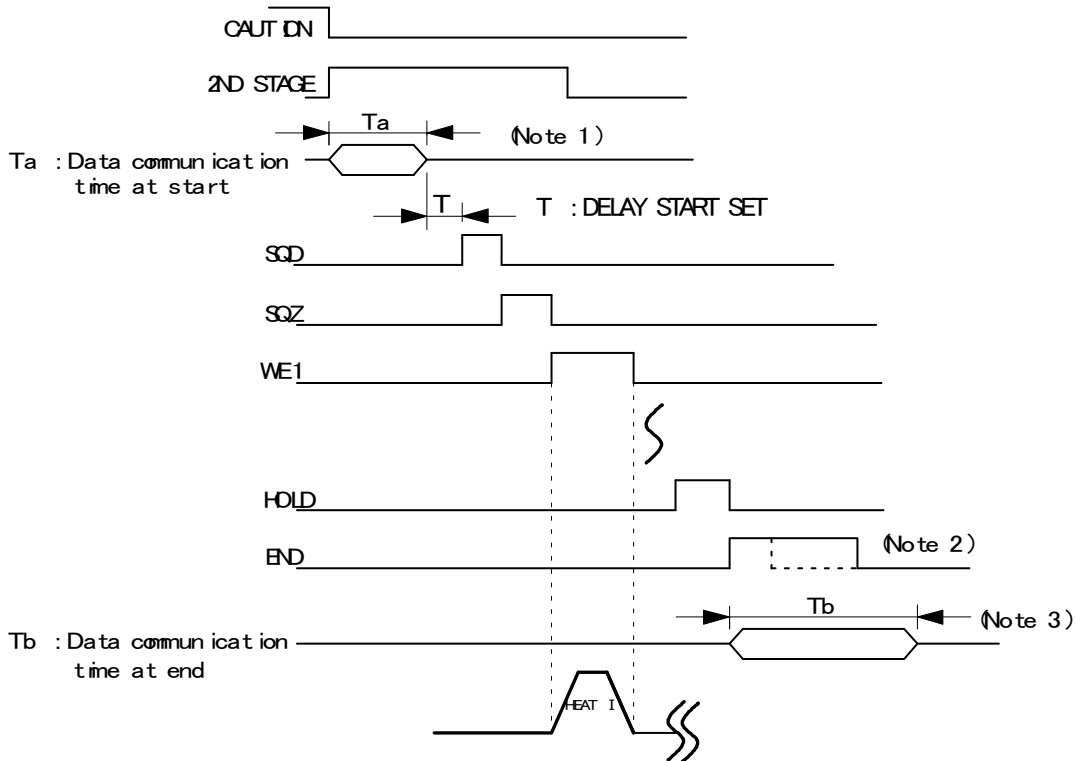 CAUTION
2ND STAGE
Ta (Note 1)
Ta : Data communication
time at start
T T : DELAY START SET
SQD
SQZ
WE1
HOLD
END (Note 2)
Tb (Note 3)
Tb : Data communication
time at end
HEAT I